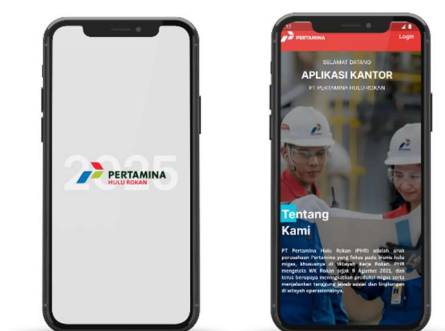 2025
PERTAMINA
HULU ROKAN
PERTAMINA
Login
SELAMAT DATANG
APLIKASI KANTOR
PT PERTAMINA HULU ROKAN
Tentang
Kami
PT Pertamina Hulu Rokan (PHR) adalah anak
perusahaan Pertamina yang fokus pada bisnis hulu
migas, khususnya di Wilayah Kerja Rokan. PHR
mengelola WK Rokan sejak 9 Agustus 2021, dan
terus berupaya meningkatkan produksi migas serta
menjalankan tanggung jawab sosial dan lingkungan
di wilayah operasionalnya.